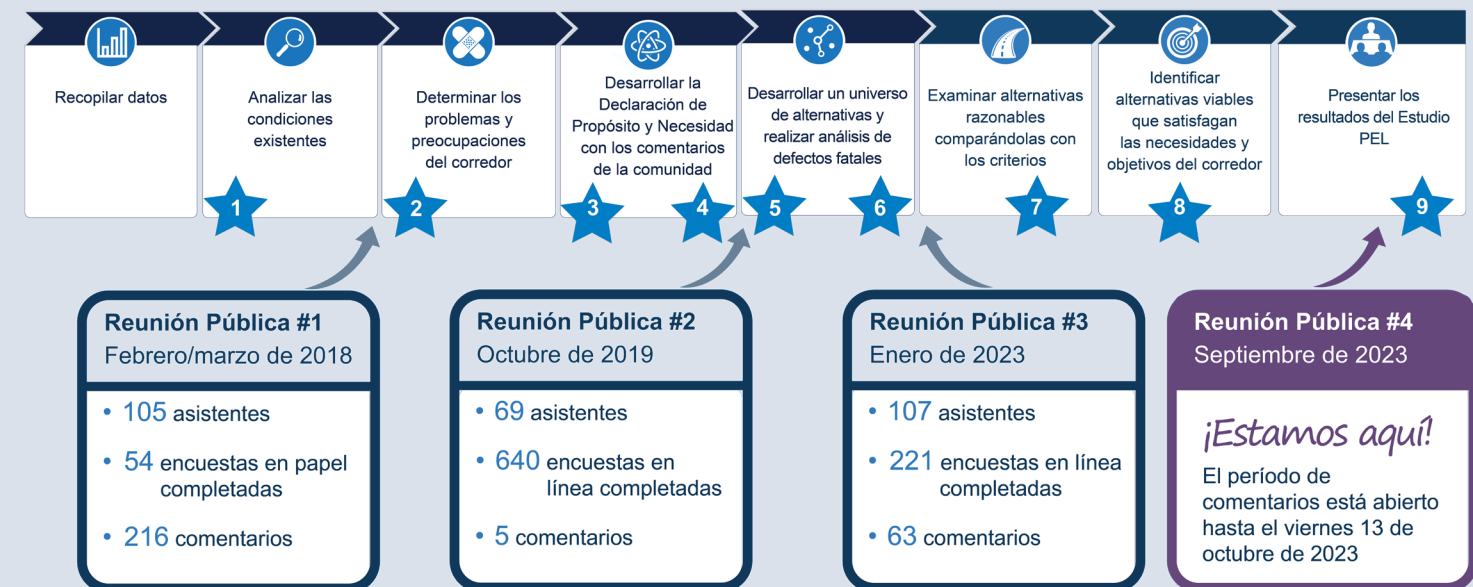 Recopilar datos
Analizar las
condiciones
existentes
Determinar los
problemas y
preocupaciones
del corredor
Desarrollar la
Declaración de
Propósito y Necesidad
con los comentarios
de la comunidad
Desarrollar un universo
de alternativas y
realizar análisis de
defectos fatales
Examinar alternativas
razonables
comparándolas con
los criterios
Identificar
alternativas viables
que satisfagan
las necesidades y
objetivos del corredor
Presentar los
resultados del Estudio
PEL
1
2
3
4
5
6
7
8
9
Reunión Pública #1
Febrero/marzo de 2018
• 105 asistentes
• 54 encuestas en papel
completadas
• 216 comentarios
Reunión Pública #2
Octubre de 2019
• 69 asistentes
• 640 encuestas en
línea completadas
• 5 comentarios
Reunión Pública #3
Enero de 2023
• 107 asistentes
• 221 encuestas en línea
completadas
• 63 comentarios
Reunión Pública #4
Septiembre de 2023
¡Estamos aquí!
El período de
comentarios está abierto
hasta el viernes 13 de
octubre de 2023